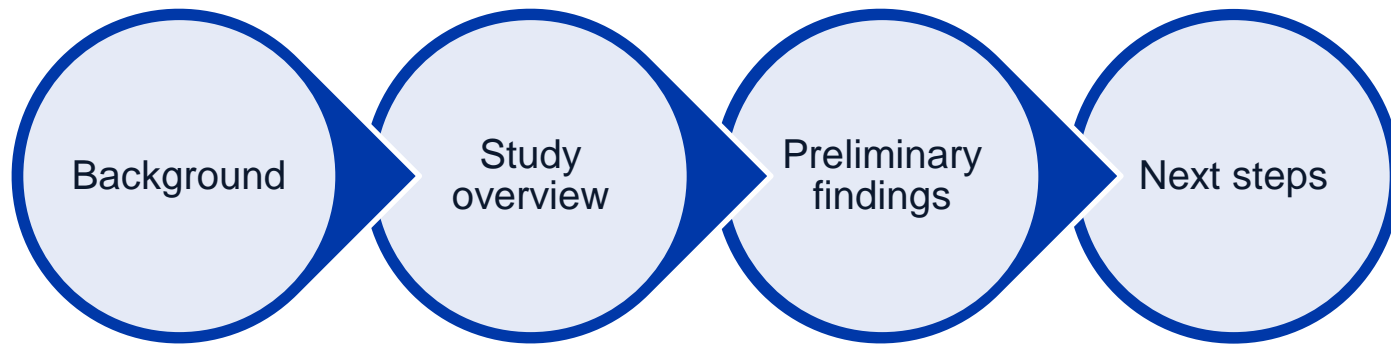 Background
Study
overview
Preliminary
findings
Next steps